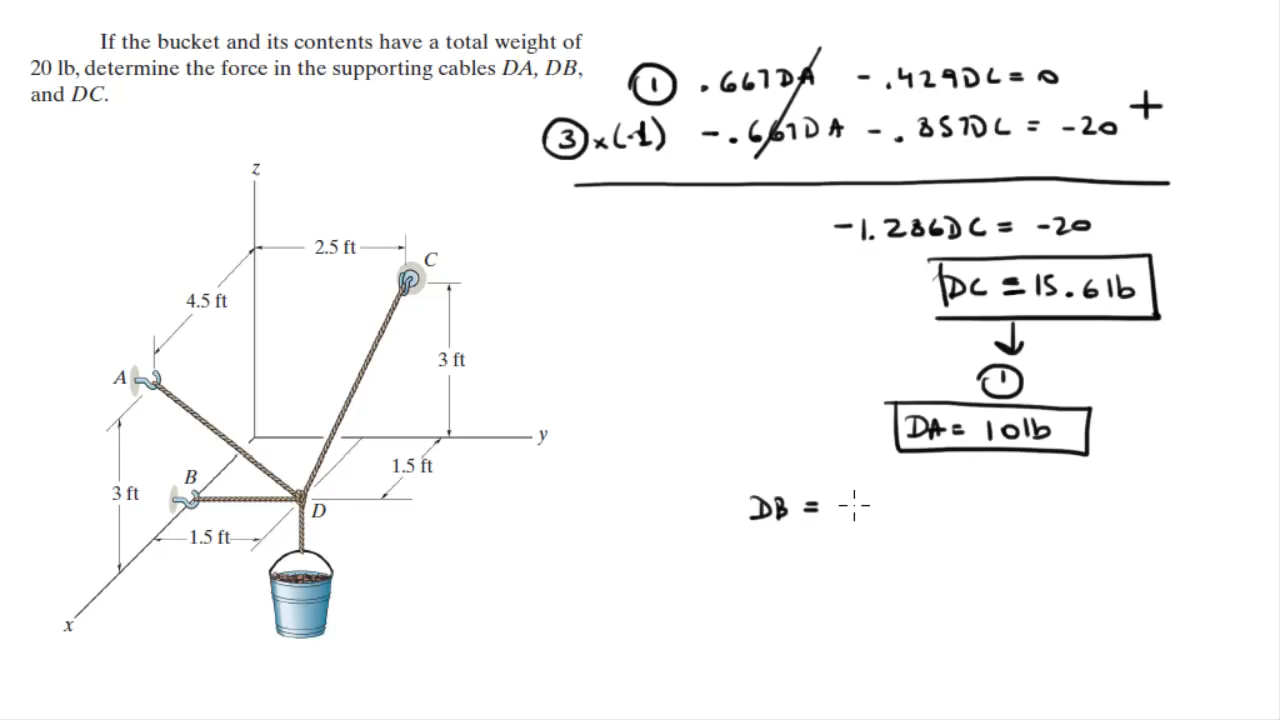 If the bucket and its contents have a total weight of
20 lb, determine the force in the supporting cables DA, DB,
and DC.
① .667DA - .429DC = 0
③×(-1) -.667DA - .857DC = -20
+
-1.286DC = -20
DC = 15.6lb
①
DA = 10lb
DB =
z
2.5 ft
C
4.5 ft
A
3 ft
y
1.5 ft
B
3 ft
D
1.5 ft
x